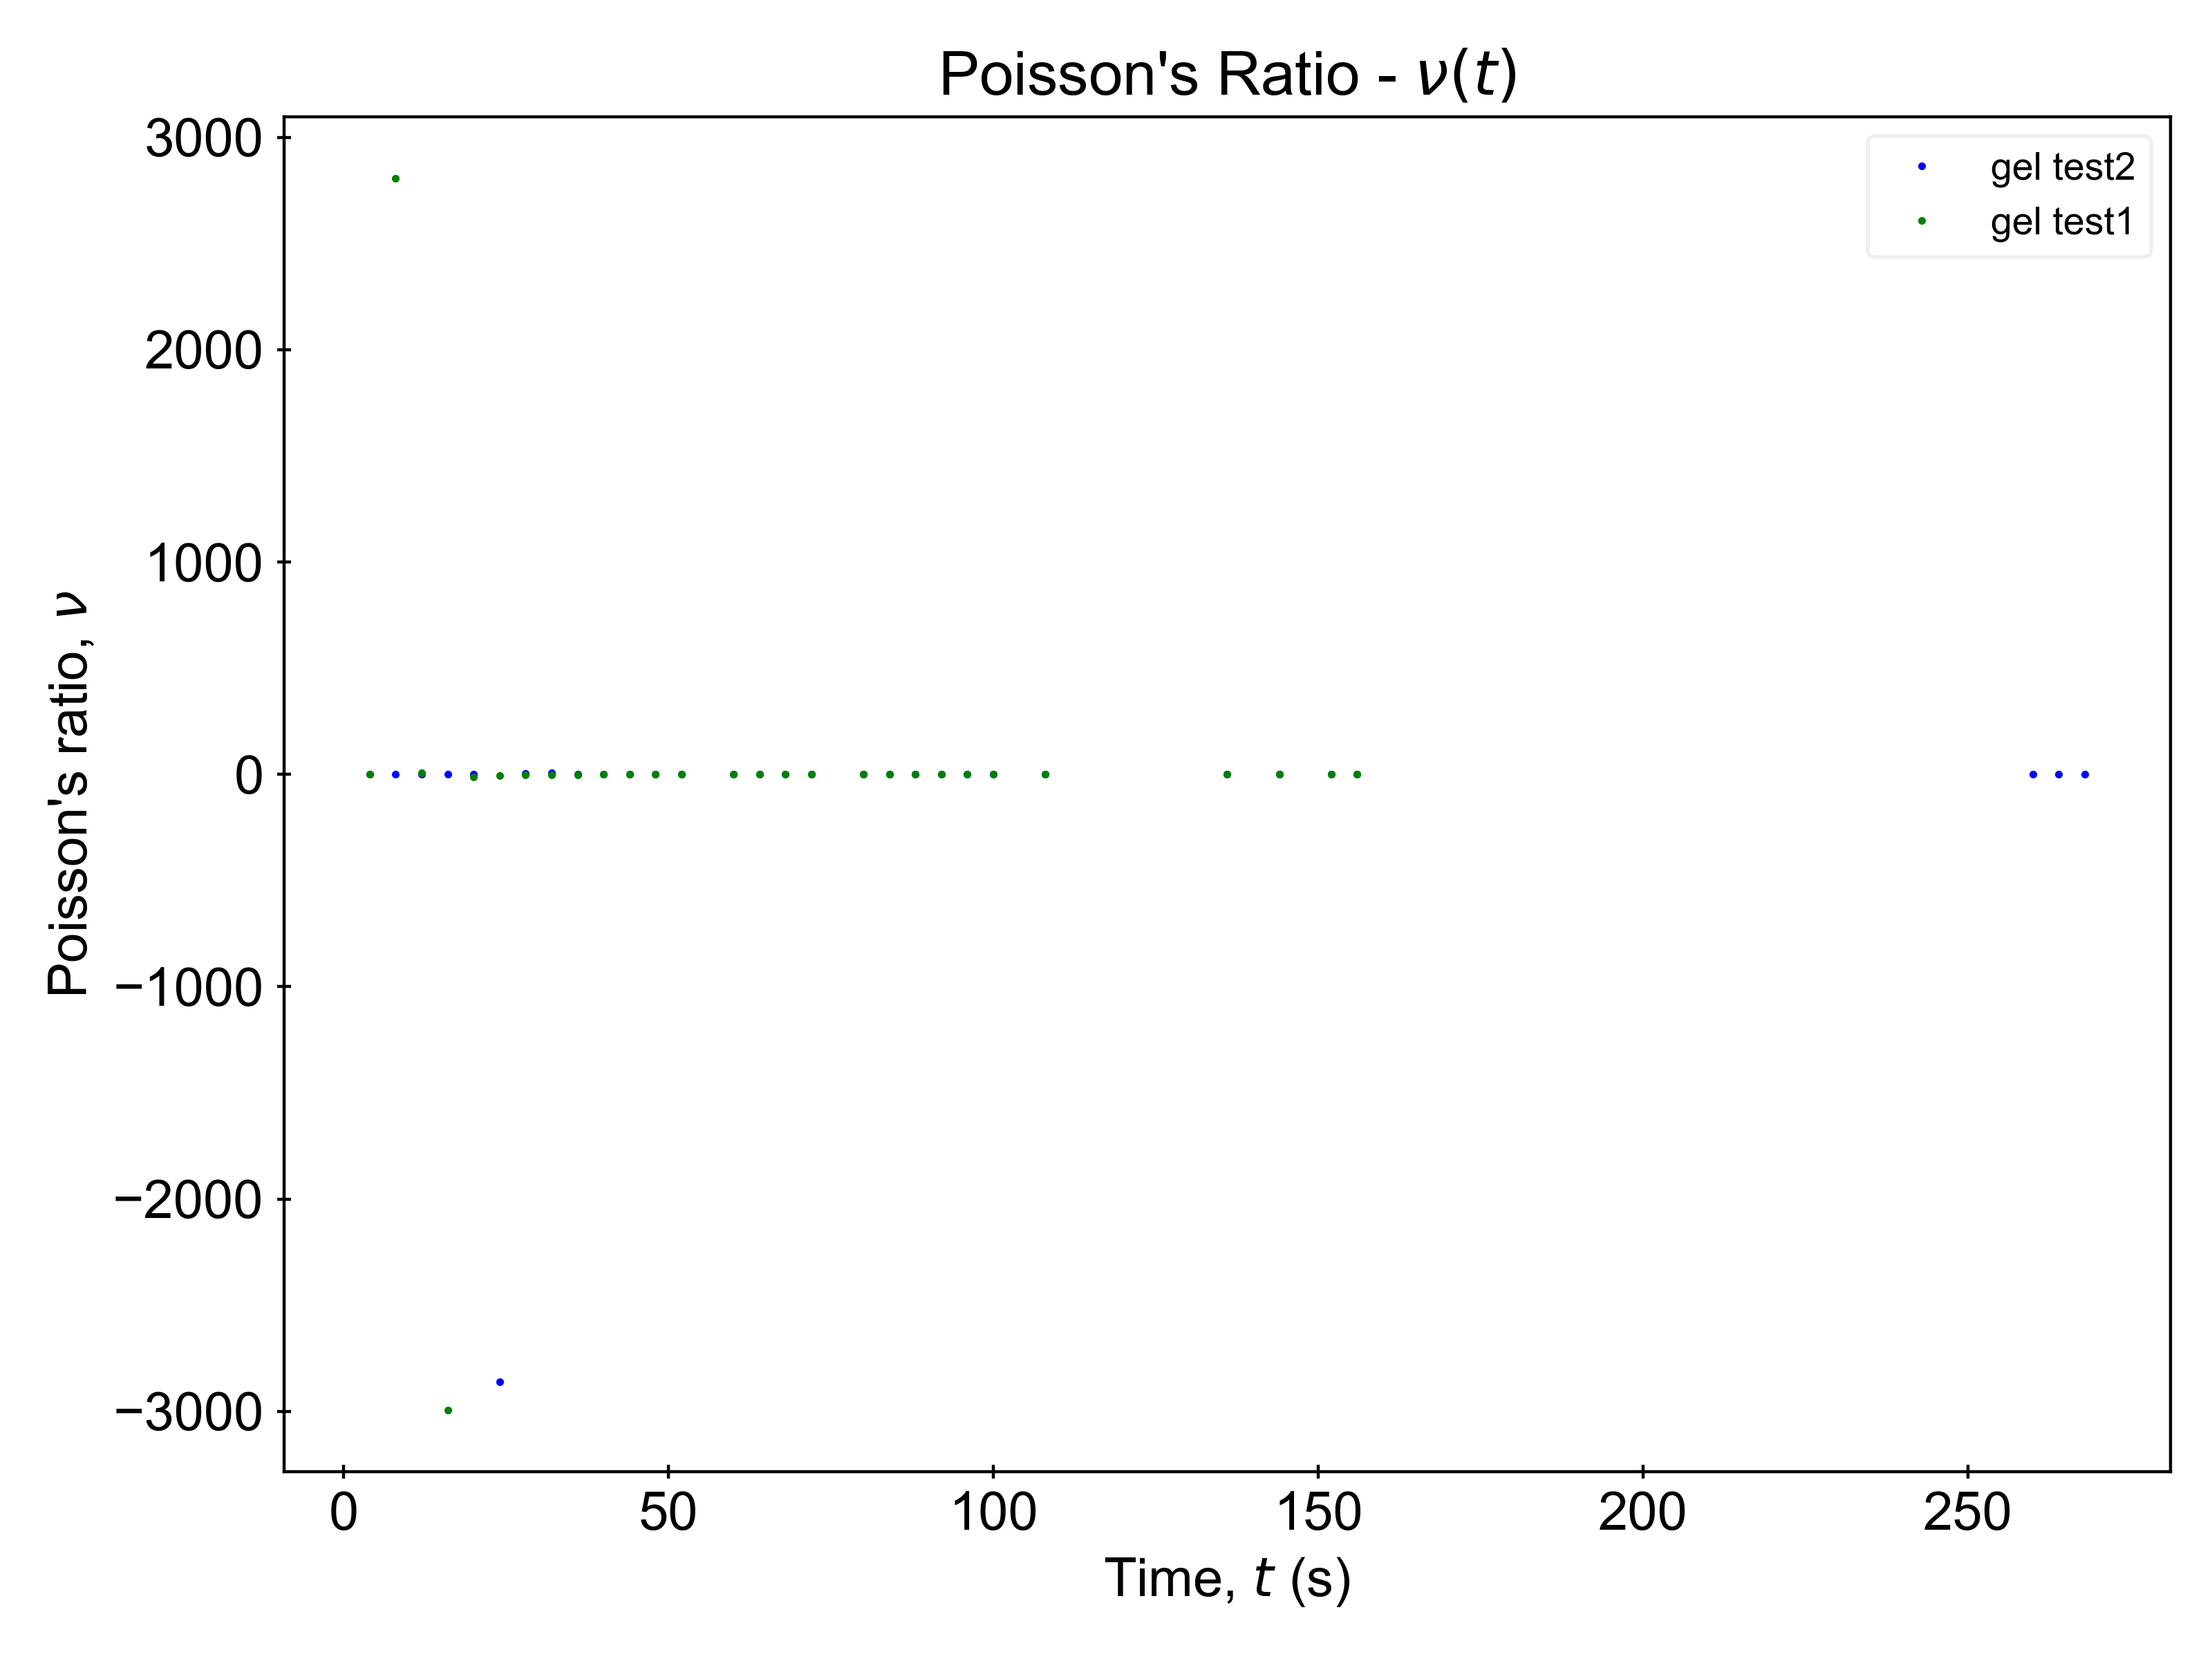 Poisson's Ratio - ν(t)
3000
2000
1000
0
−1000
−2000
−3000
Poisson's ratio, ν
gel test2
gel test1
0 50 100 150 200 250
Time, t (s)